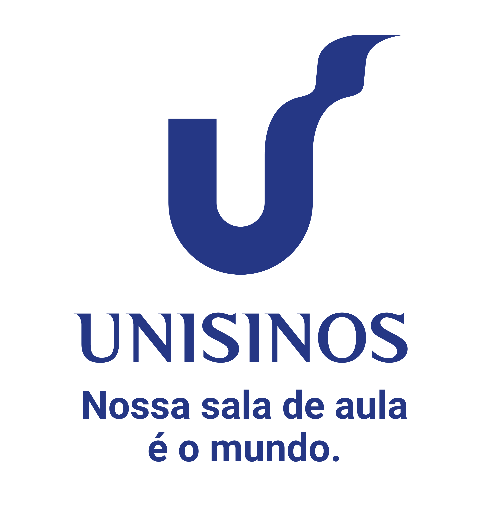 UNISINOS
Nossa sala de aula
é o mundo.